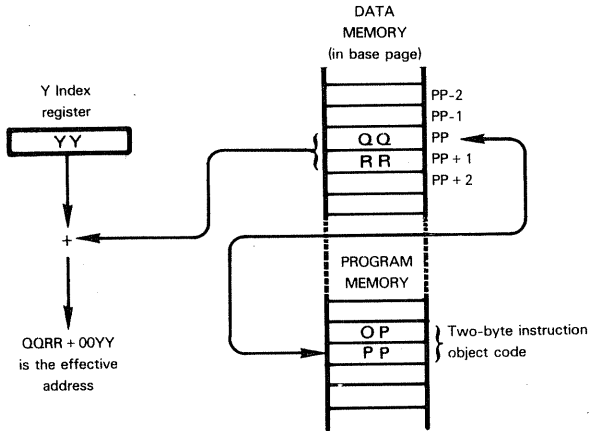 DATA
MEMORY
(in base page)
Y Index
register
YY
PP-2
PP-1
QQ
PP
RR
PP + 1
PP + 2
+
PROGRAM
MEMORY
QQRR + 00YY
is the effective
address
OP
PP
Two-byte instruction
object code